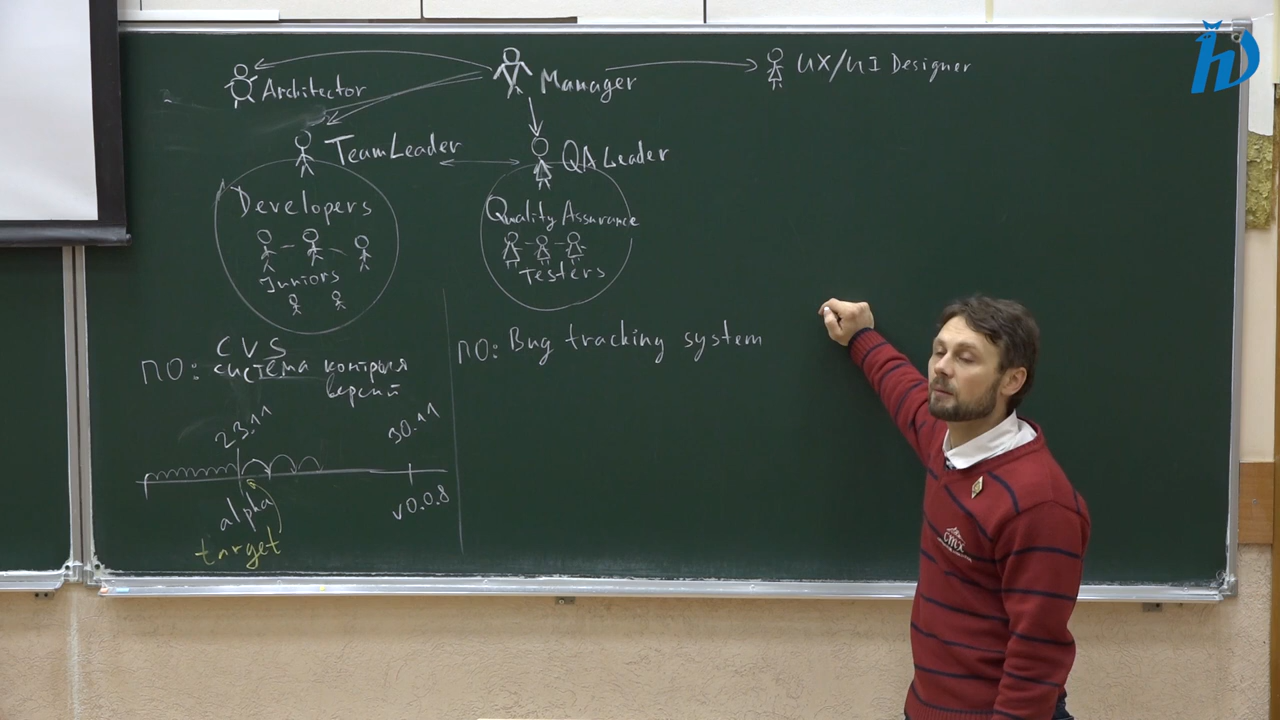 Architector
Manager
UX/UI Designer
TeamLeader
QA Leader
Developers
Juniors
Quality Assurance
Testers
ПО: CVS
система контроля
версий
23.11
30.11
alpha
v0.0.8
target
ПО: Bug tracking system
cmx